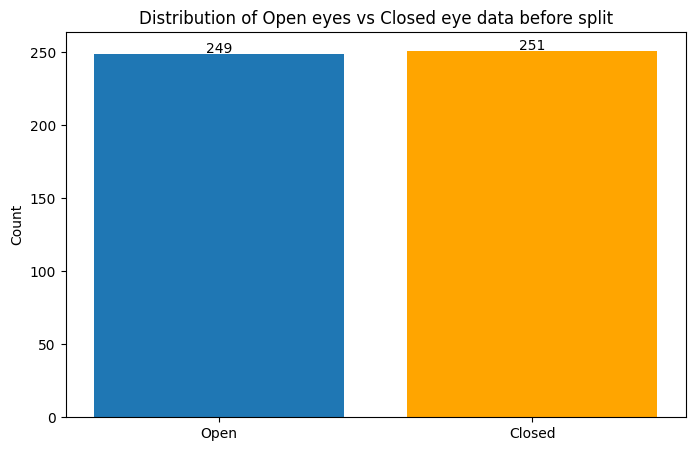 Distribution of Open eyes vs Closed eye data before split
249
251
250
200
150
100
50
0
Count
Open
Closed